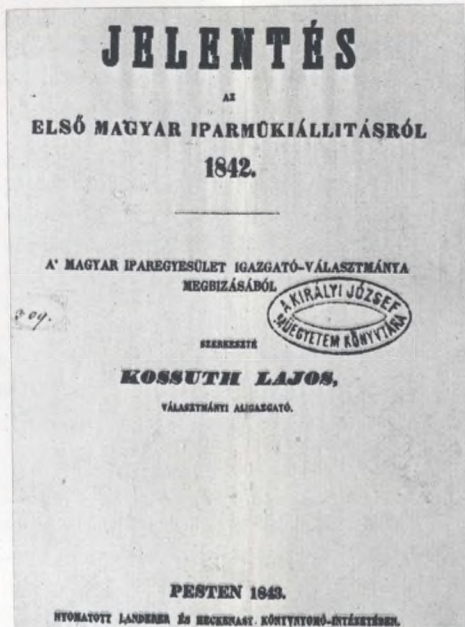 JELENTÉS
AZ
ELSŐ MAGYAR IPARMŰKIÁLLITÁSRÓL
1842.
A' MAGYAR IPAREGYESÜLET IGAZGATÓ-VÁLASZTMÁNYA
MEGBIZÁSÁBÓL
A KIRÁLYI JÓZSEF
MŰEGYETEM KÖNYVTÁRA
SZERKESZTÉ
KOSSUTH LAJOS,
VÁLASZTMÁNYI ALIGAZGATÓ.
PESTEN 1843.
NYOMATOTT LANDERER ÉS HECKENAST KÖNYVNYOMÓ-INTÉZETÉBEN.